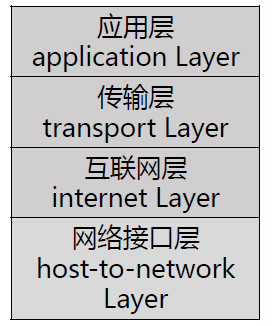 应用层
application Layer
传输层
transport Layer
互联网层
internet Layer
网络接口层
host-to-network
Layer